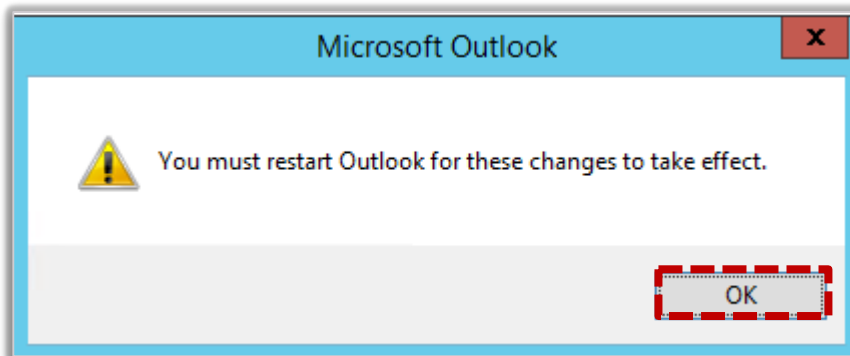 Microsoft Outlook
x
You must restart Outlook for these changes to take effect.
OK